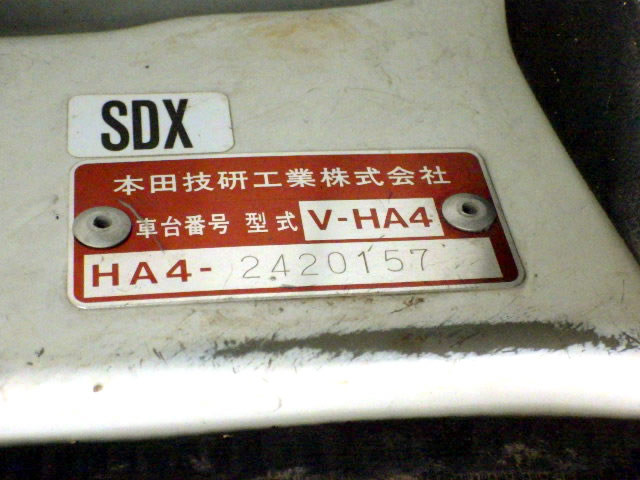 SDX
本田技研工業株式会社
車台番号 型式 V-HA4
HA4-2420157